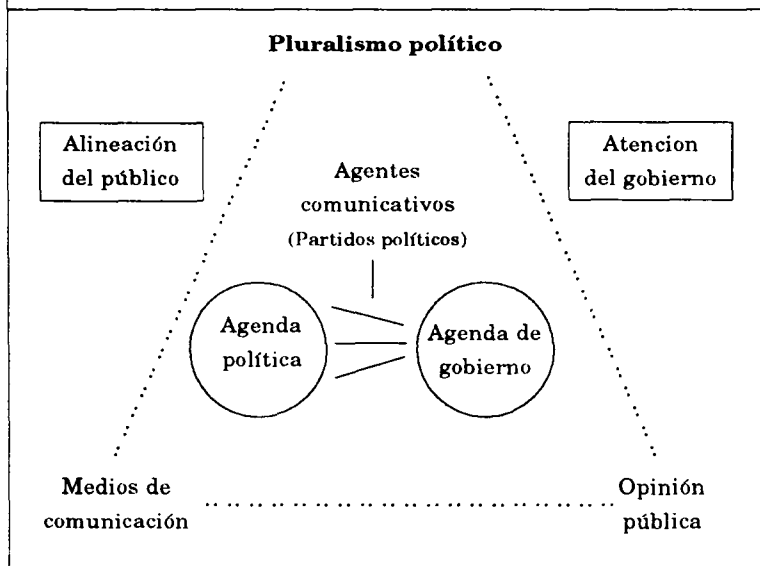 Pluralismo político
Alineación
del público
Atencion
del gobierno
Agentes
comunicativos
(Partidos políticos)
Agenda
política
Agenda de
gobierno
Medios de
comunicación
Opinión
pública